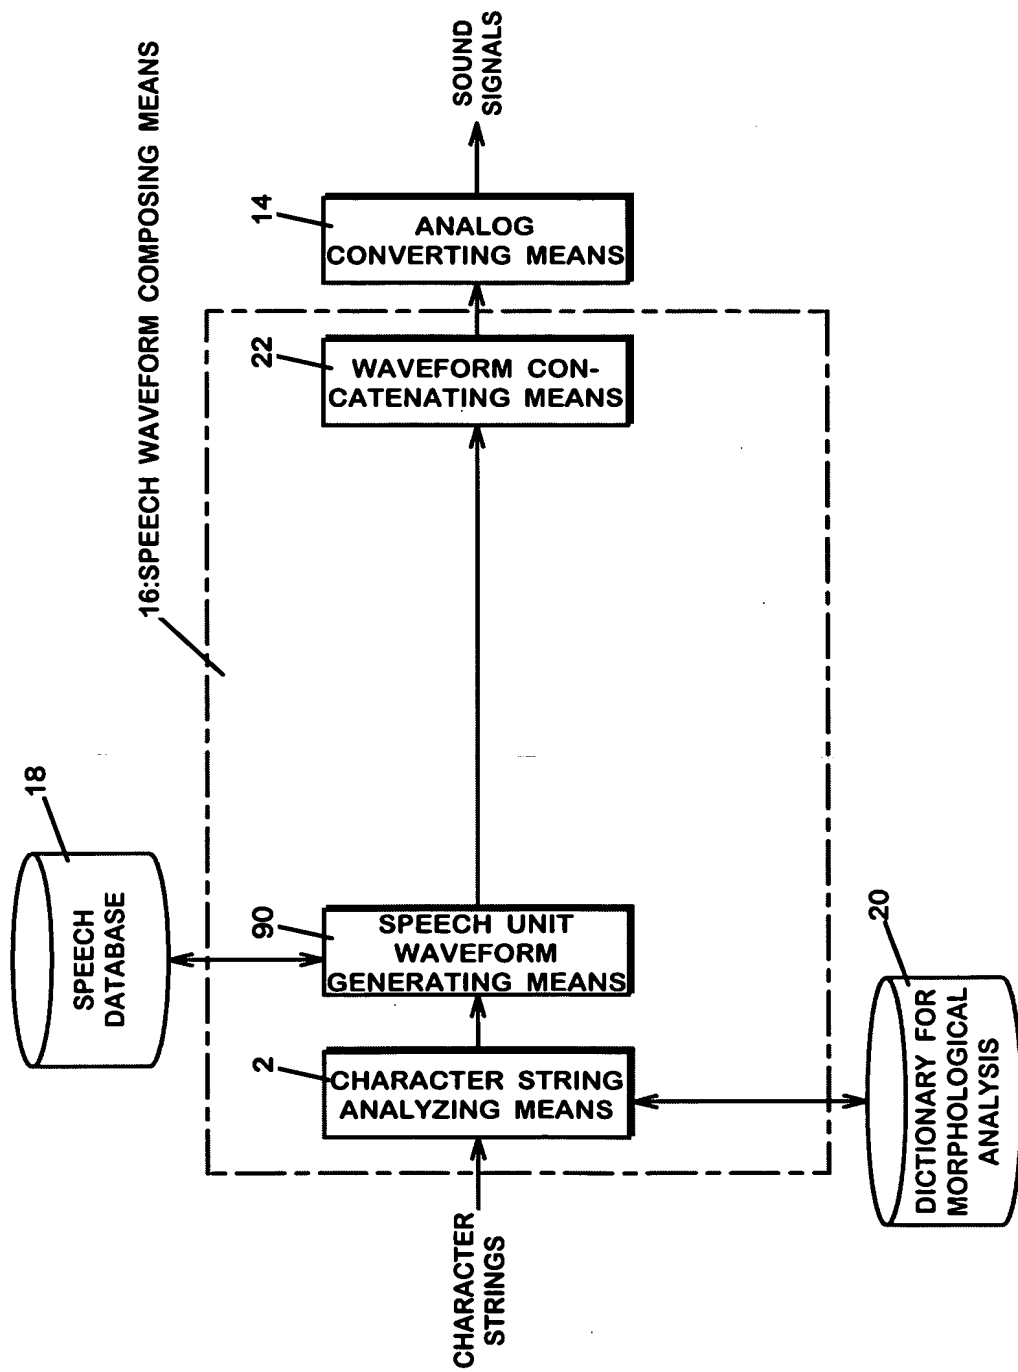 16:SPEECH WAVEFORM COMPOSING MEANS
18
SPEECH
DATABASE
CHARACTER
STRINGS
2
CHARACTER STRING
ANALYZING MEANS
90
SPEECH UNIT
WAVEFORM
GENERATING MEANS
22
WAVEFORM CON-
CATENATING MEANS
14
ANALOG
CONVERTING MEANS
SOUND
SIGNALS
20
DICTIONARY FOR
MORPHOLOGICAL
ANALYSIS